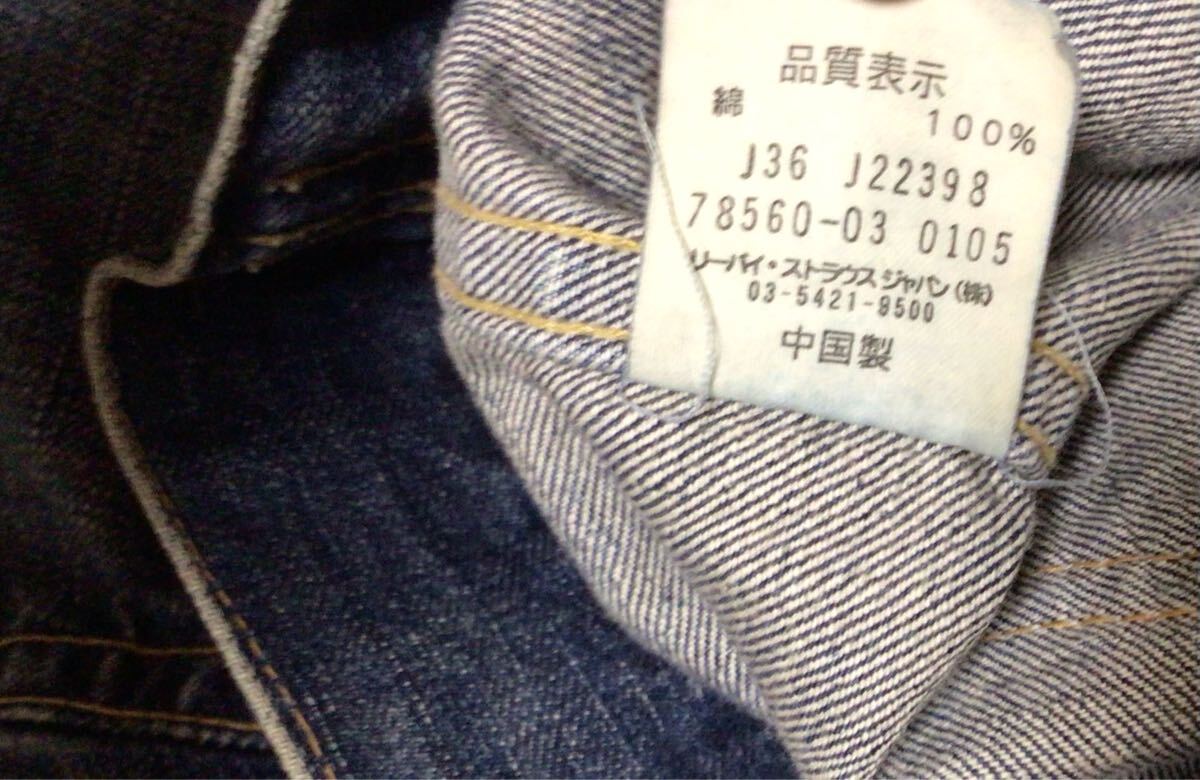 品質表示
綿 100%
J36 J22398
78560-03 0105
リーバイ・ストラウス ジャパン(株)
03-5421-8500
中国製